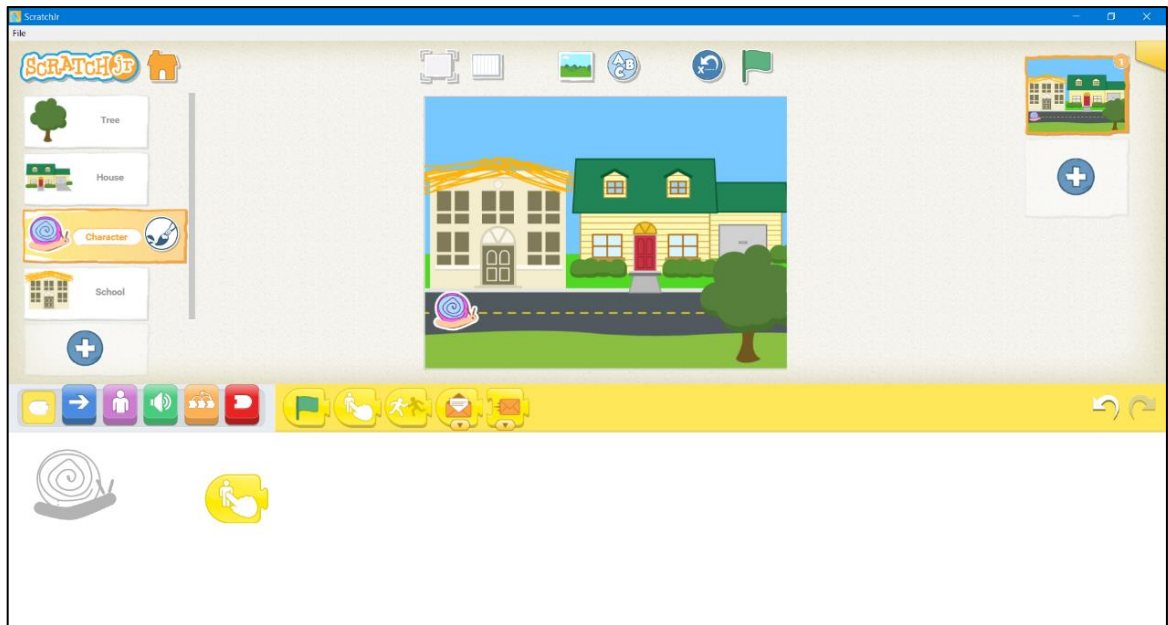 ScratchJr
File
SCRATCHJR
A B C
X
1
Tree
House
Character
School